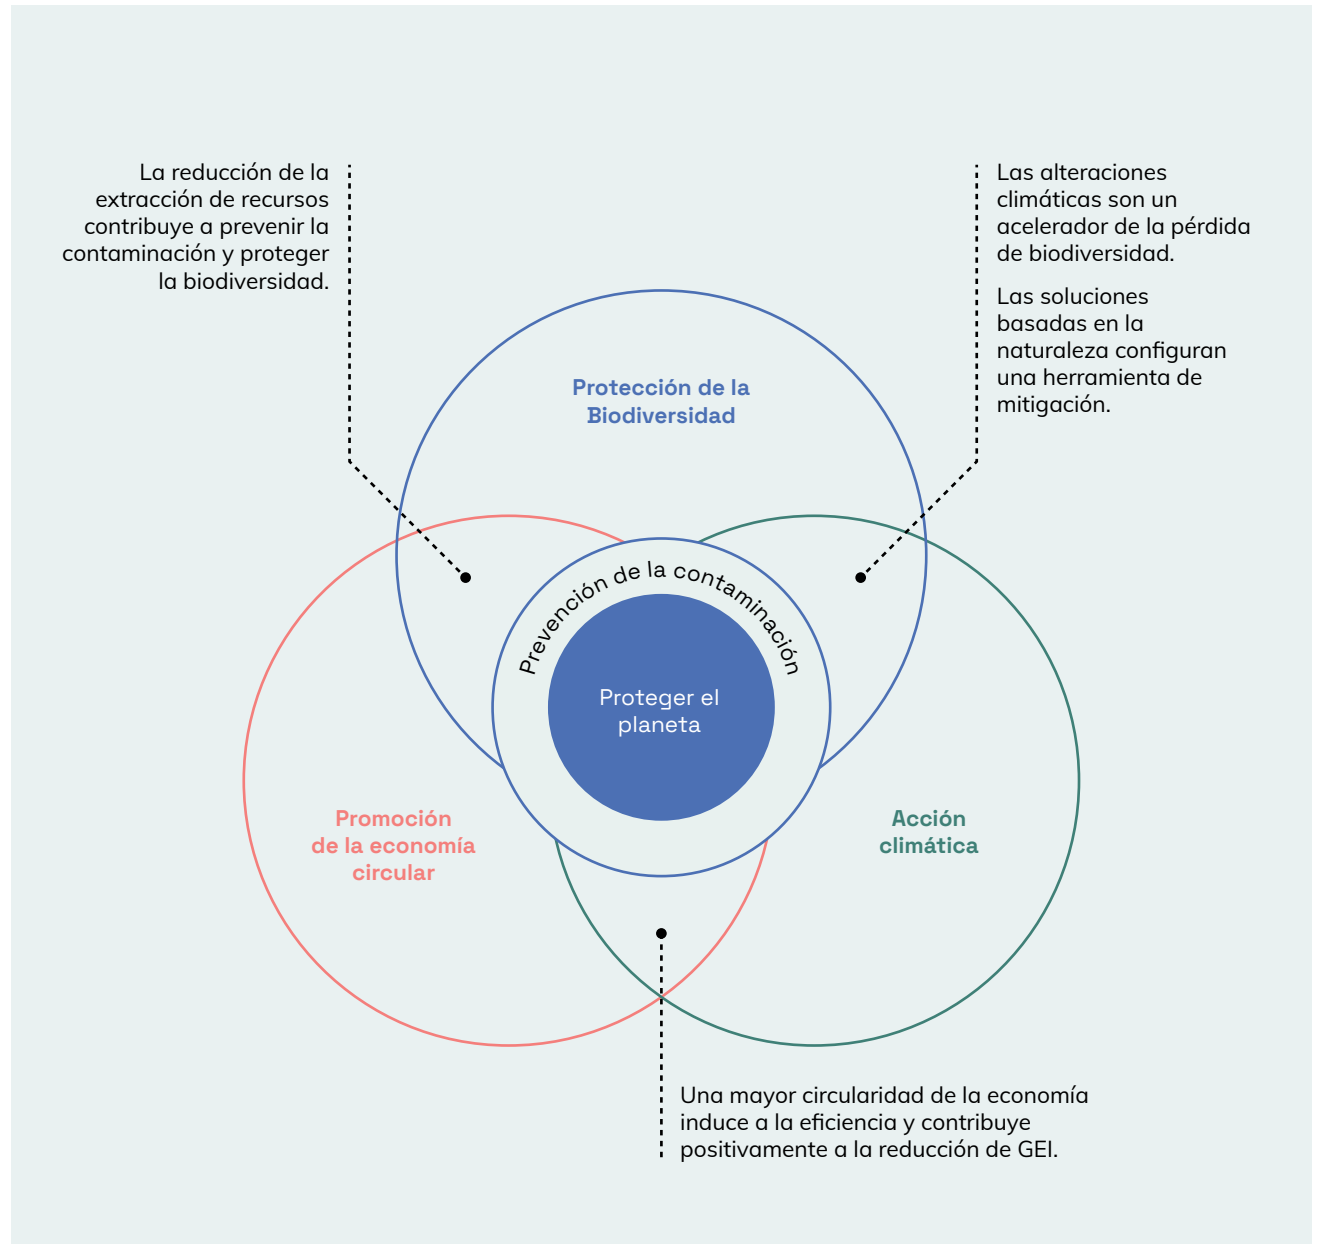 La reducción de la
extracción de recursos
contribuye a prevenir la
contaminación y proteger
la biodiversidad.
Las alteraciones
climáticas son un
acelerador de la pérdida
de biodiversidad.
Las soluciones
basadas en la
naturaleza configuran
una herramienta de
mitigación.
Protección de la
Biodiversidad
Prevención de la contaminación
Proteger el
planeta
Promoción
de la economía
circular
Acción
climática
Una mayor circularidad de la economía
induce a la eficiencia y contribuye
positivamente a la reducción de GEI.